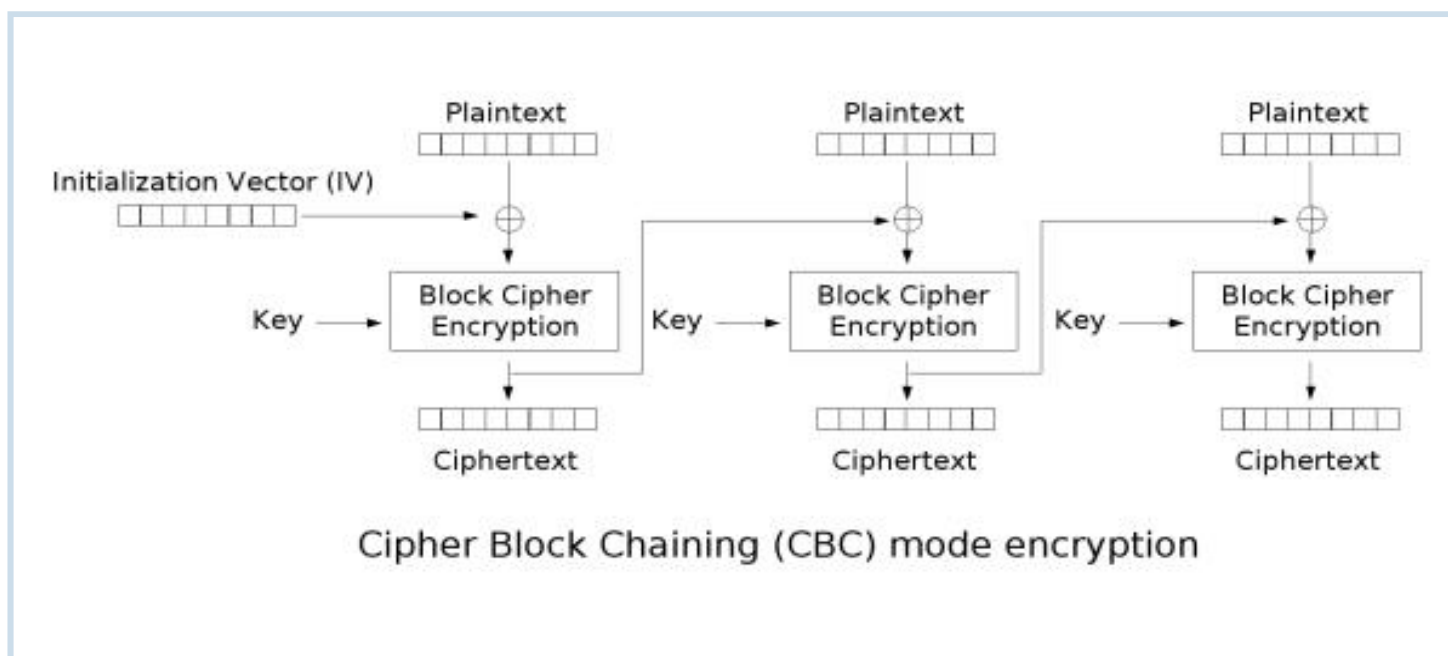 Plaintext
Plaintext
Plaintext
Initialization Vector (IV)
Key
Block Cipher
Encryption
Key
Block Cipher
Encryption
Key
Block Cipher
Encryption
Ciphertext
Ciphertext
Ciphertext
Cipher Block Chaining (CBC) mode encryption